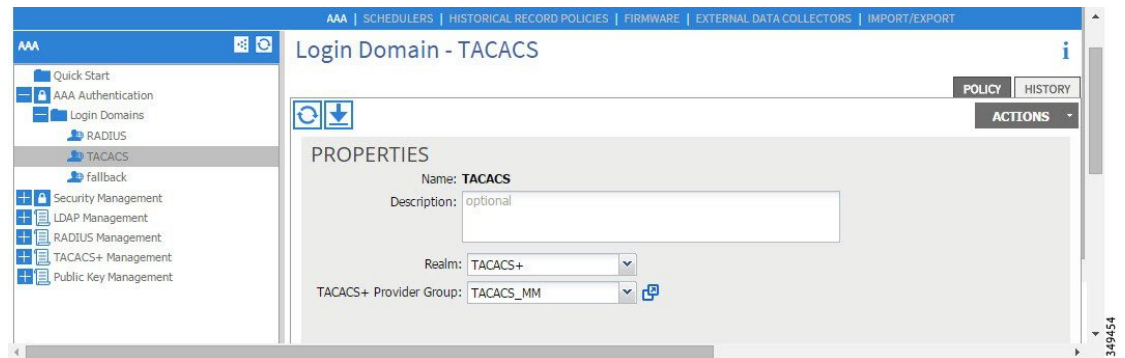 AAA | SCHEDULERS | HISTORICAL RECORD POLICIES | FIRMWARE | EXTERNAL DATA COLLECTORS | IMPORT/EXPORT
AAA
Quick Start
AAA Authentication
Login Domains
RADIUS
TACACS
fallback
Security Management
LDAP Management
RADIUS Management
TACACS+ Management
Public Key Management
Login Domain - TACACS
i
POLICY HISTORY
ACTIONS
PROPERTIES
Name: TACACS
Description: optional
Realm: TACACS+
TACACS+ Provider Group: TACACS_MM
349454